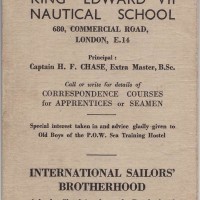 KING EDWARD VII
NAUTICAL SCHOOL
680, COMMERCIAL ROAD,
LONDON, E.14
Principal :
Captain H. F. CHASE, Extra Master, B.Sc.
Call or write for details of
CORRESPONDENCE COURSES
for APPRENTICES or SEAMEN
Special interest taken in and advice gladly given to
Old Boys of the P.O.W. Sea Training Hostel
INTERNATIONAL SAILORS'
BROTHERHOOD